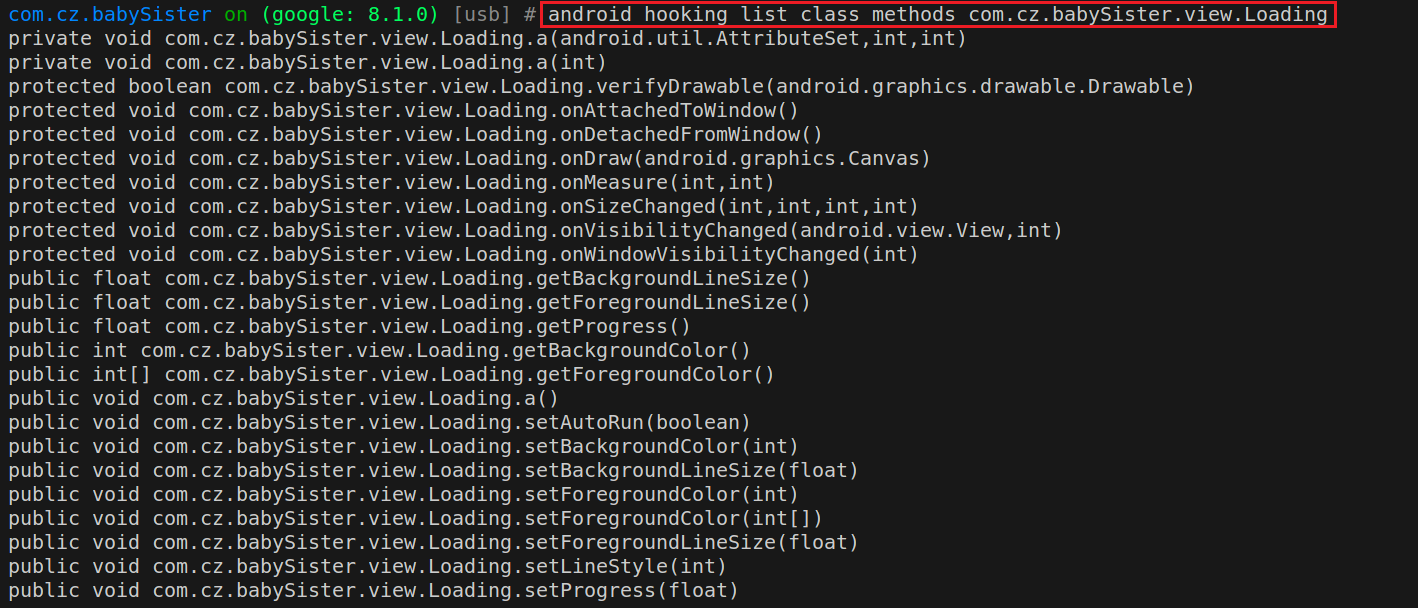 com.cz.babySister on (google: 8.1.0) [usb] # android hooking list class_methods com.cz.babySister.view.Loading
private void com.cz.babySister.view.Loading.a(android.util.AttributeSet,int,int)
private void com.cz.babySister.view.Loading.a(int)
protected boolean com.cz.babySister.view.Loading.verifyDrawable(android.graphics.drawable.Drawable)
protected void com.cz.babySister.view.Loading.onAttachedToWindow()
protected void com.cz.babySister.view.Loading.onDetachedFromWindow()
protected void com.cz.babySister.view.Loading.onDraw(android.graphics.Canvas)
protected void com.cz.babySister.view.Loading.onMeasure(int,int)
protected void com.cz.babySister.view.Loading.onSizeChanged(int,int,int,int)
protected void com.cz.babySister.view.Loading.onVisibilityChanged(android.view.View,int)
protected void com.cz.babySister.view.Loading.onWindowVisibilityChanged(int)
public float com.cz.babySister.view.Loading.getBackgroundLineSize()
public float com.cz.babySister.view.Loading.getForegroundLineSize()
public float com.cz.babySister.view.Loading.getProgress()
public int com.cz.babySister.view.Loading.getBackgroundColor()
public int[] com.cz.babySister.view.Loading.getForegroundColor()
public void com.cz.babySister.view.Loading.a()
public void com.cz.babySister.view.Loading.setAutoRun(boolean)
public void com.cz.babySister.view.Loading.setBackgroundColor(int)
public void com.cz.babySister.view.Loading.setBackgroundLineSize(float)
public void com.cz.babySister.view.Loading.setForegroundColor(int)
public void com.cz.babySister.view.Loading.setForegroundColor(int[])
public void com.cz.babySister.view.Loading.setForegroundLineSize(float)
public void com.cz.babySister.view.Loading.setLineStyle(int)
public void com.cz.babySister.view.Loading.setProgress(float)